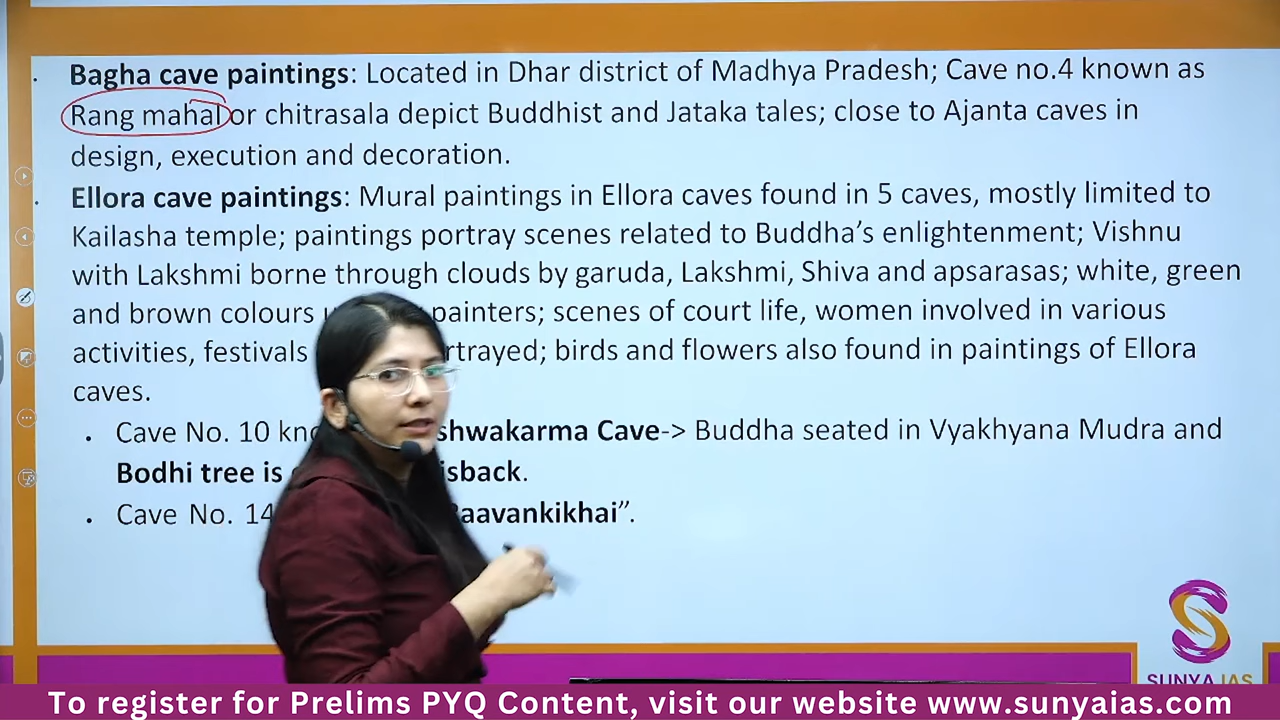 Bagha cave paintings: Located in Dhar district of Madhya Pradesh; Cave no.4 known as
Rang mahal or chitrasala depict Buddhist and Jataka tales; close to Ajanta caves in
design, execution and decoration.
Ellora cave paintings: Mural paintings in Ellora caves found in 5 caves, mostly limited to
Kailasha temple; paintings portray scenes related to Buddha's enlightenment; Vishnu
with Lakshmi borne through clouds by garuda, Lakshmi, Shiva and apsarasas; white, green
and brown colours painters; scenes of court life, women involved in various
activities, festivals rtrayed; birds and flowers also found in paintings of Ellora
caves.
Cave No. 10 kno shwakarma Cave-> Buddha seated in Vyakhyana Mudra and
Bodhi tree is isback.
Cave No. 14 aavankikhai”.
SUNYA IAS
To register for Prelims PYQ Content, visit our website www.sunyaias.com